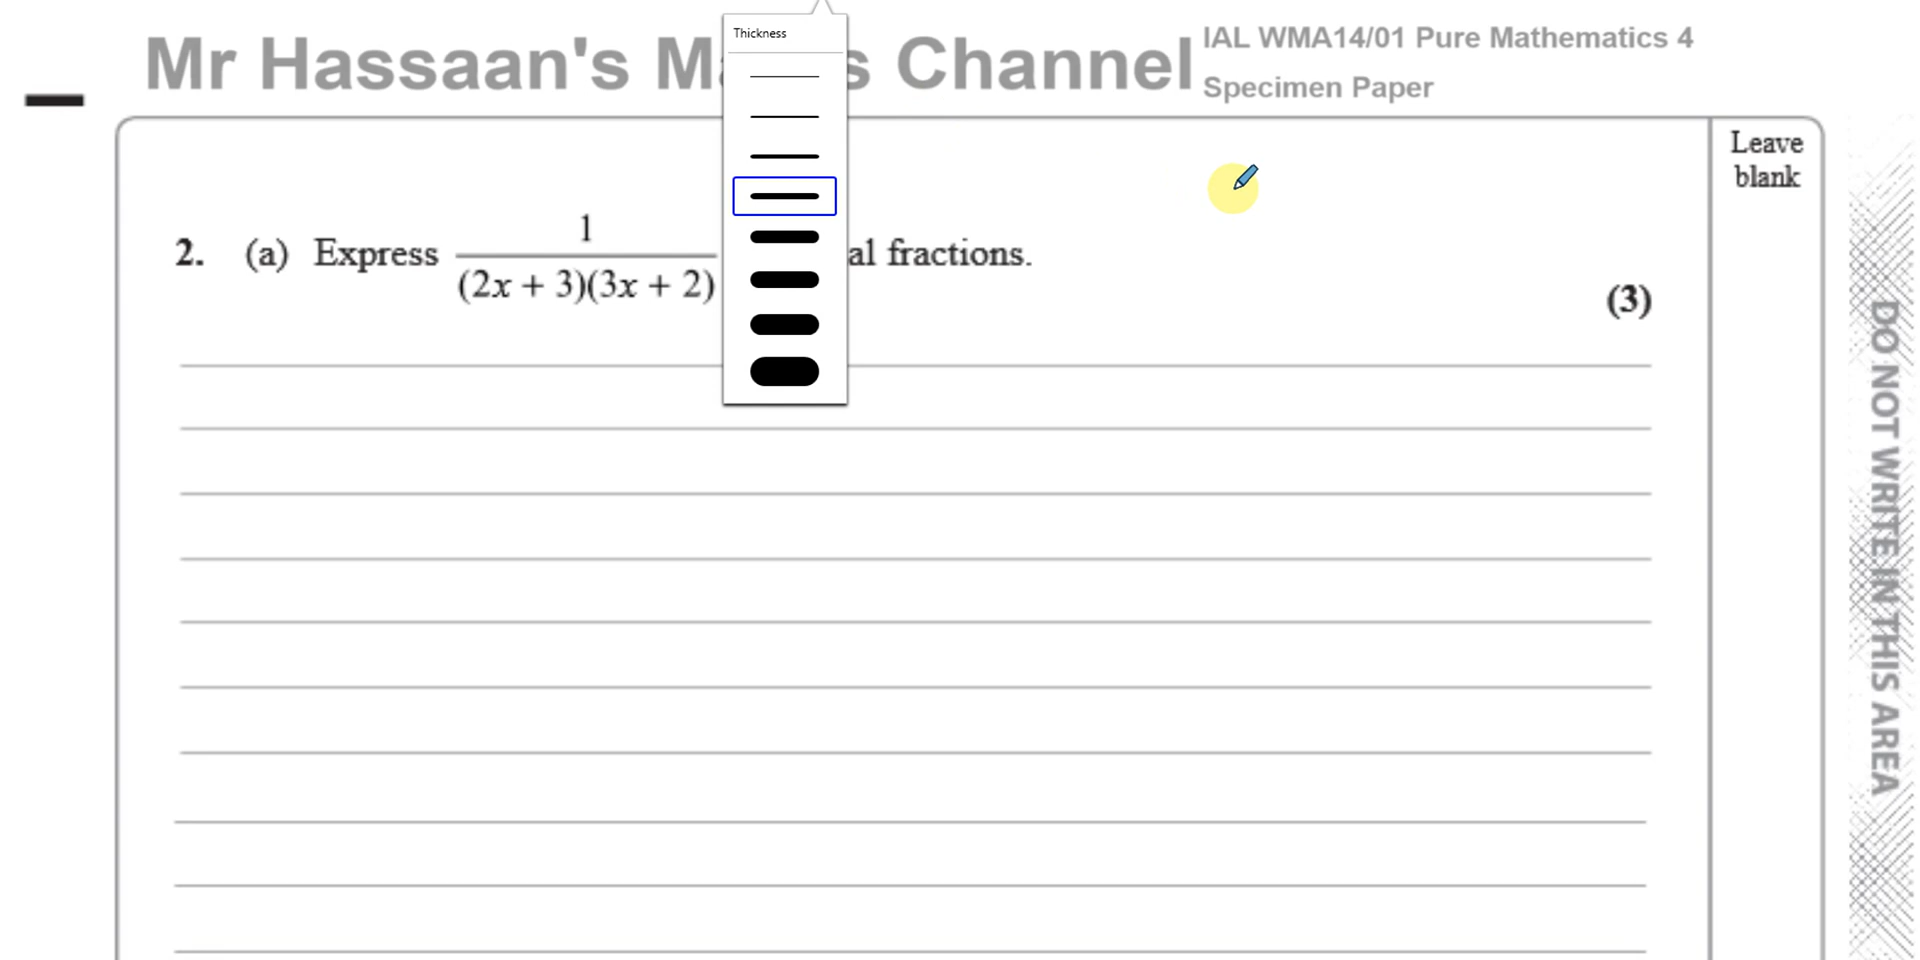 Thickness
Mr Hassaan's Channel
IAL WMA14/01 Pure Mathematics 4
Specimen Paper
Leave
blank
2. (a) Express 1/((2x + 3)(3x + 2)) fractions.
(3)
DO NOT WRITE IN THIS AREA